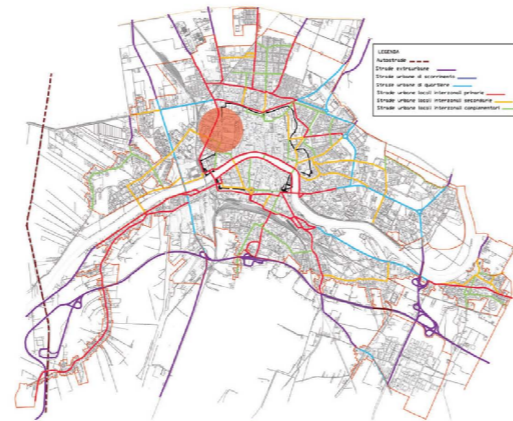 LEGENDA
Autostrade
Strade extraurbane
Strade urbane di scorrimento
Strade urbane di quartiere
Strade urbane locali interzonali primarie
Strade urbane locali interzonali secondarie
Strade urbane locali interzonali complementari